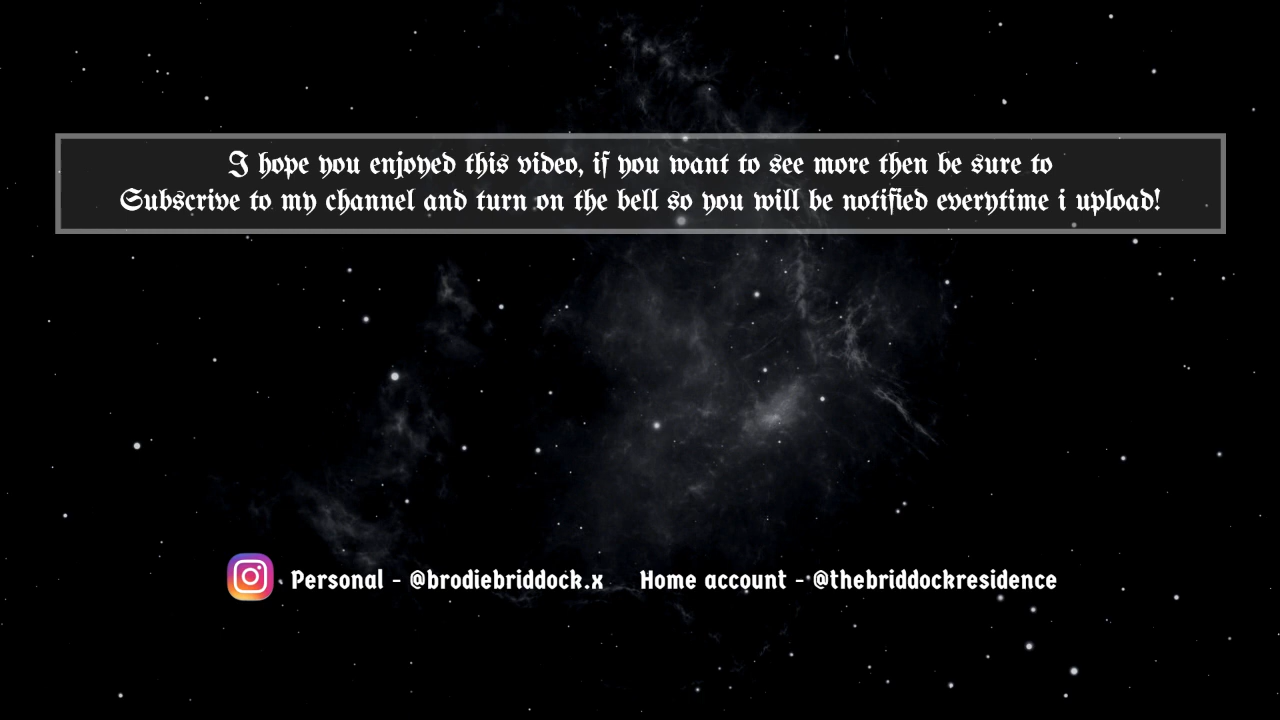 I hope you enjoyed this video, if you want to see more then be sure to
Subscrive to my channel and turn on the bell so you will be notified everytime i upload!
Personal - @brodiebriddock.x Home account - @thebriddockresidence